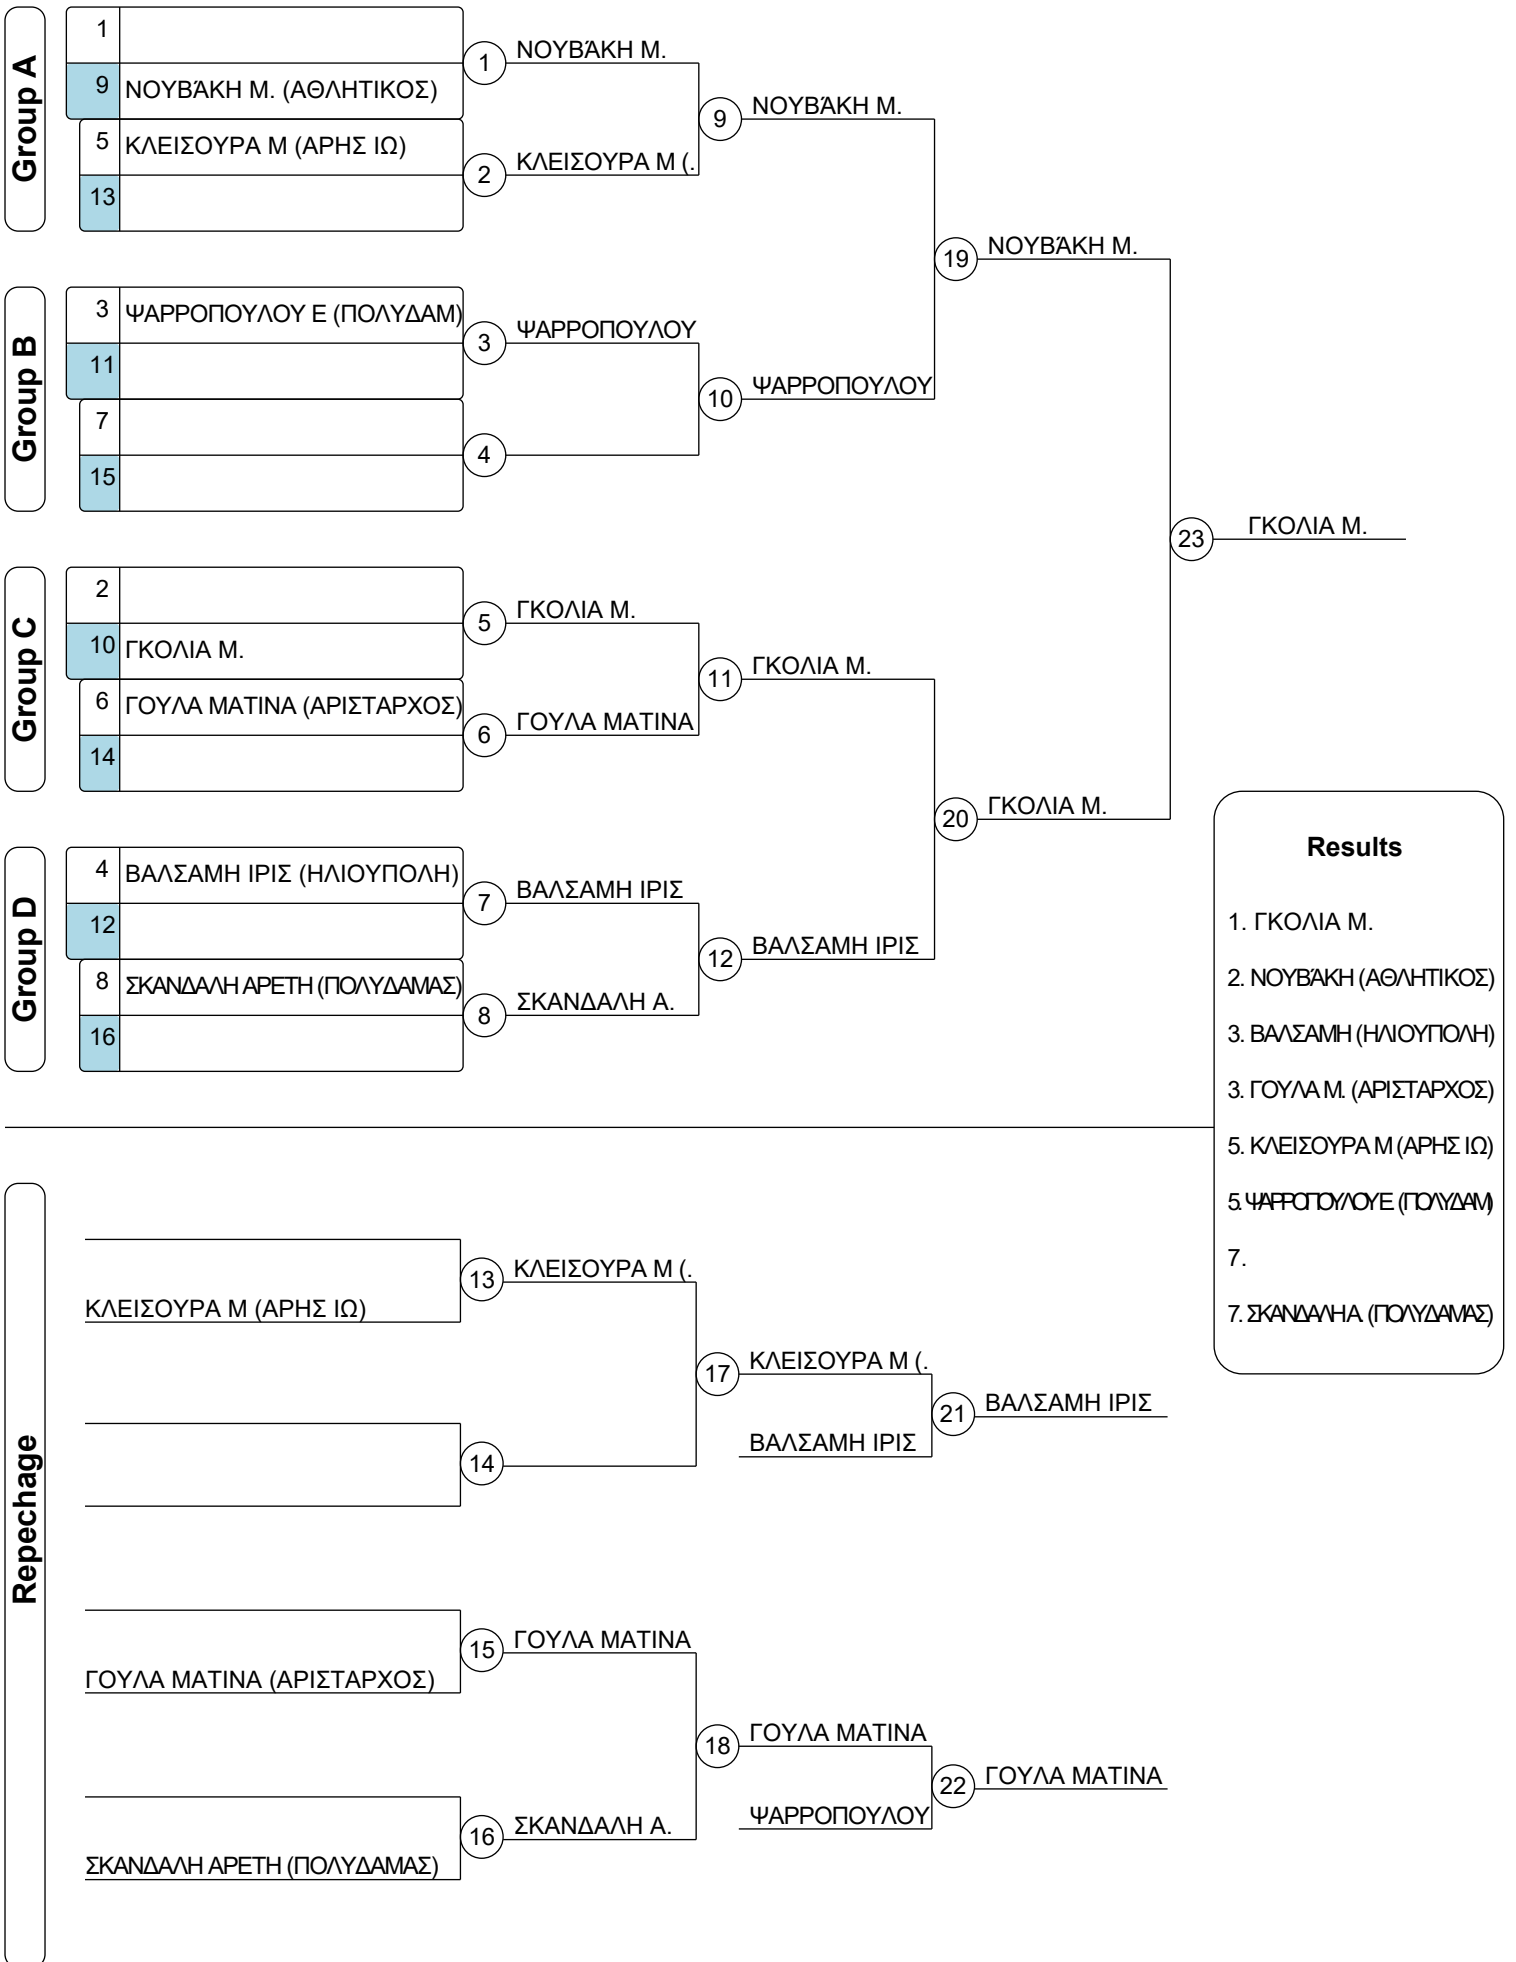 Group A
1
9 ΝΟΥΒΆΚΗ Μ. (ΑΘΛΗΤΙΚΟΣ)
5 ΚΛΕΙΣΟΥΡΑ Μ (ΑΡΗΣ ΙΩ)
13
1 ΝΟΥΒΆΚΗ Μ.
2 ΚΛΕΙΣΟΥΡΑ Μ (.
9 ΝΟΥΒΆΚΗ Μ.
19 ΝΟΥΒΆΚΗ Μ.
Group B
3 ΨΑΡΡΟΠΟΥΛΟΥ Ε (ΠΟΛΥΔΑΜ)
11
7
15
3 ΨΑΡΡΟΠΟΥΛΟΥ
4
10 ΨΑΡΡΟΠΟΥΛΟΥ
23 ΓΚΟΛΙΑ Μ.
Group C
2
10 ΓΚΟΛΙΑ Μ.
6 ΓΟΥΛΑ ΜΑΤΙΝΑ (ΑΡΙΣΤΑΡΧΟΣ)
14
5 ΓΚΟΛΙΑ Μ.
6 ΓΟΥΛΑ ΜΑΤΙΝΑ
11 ΓΚΟΛΙΑ Μ.
20 ΓΚΟΛΙΑ Μ.
Group D
4 ΒΑΛΣΑΜΗ ΙΡΙΣ (ΗΛΙΟΥΠΟΛΗ)
12
8 ΣΚΑΝΔΑΛΗ ΑΡΕΤΗ (ΠΟΛΥΔΑΜΑΣ)
16
7 ΒΑΛΣΑΜΗ ΙΡΙΣ
8 ΣΚΑΝΔΑΛΗ Α.
12 ΒΑΛΣΑΜΗ ΙΡΙΣ
Results
1. ΓΚΟΛΙΑ Μ.
2. ΝΟΥΒΆΚΗ (ΑΘΛΗΤΙΚΟΣ)
3. ΒΑΛΣΑΜΗ (ΗΛΙΟΥΠΟΛΗ)
3. ΓΟΥΛΑ Μ. (ΑΡΙΣΤΑΡΧΟΣ)
5. ΚΛΕΙΣΟΥΡΑ Μ (ΑΡΗΣ ΙΩ)
5. ΨΑΡΡΟΠΟΥΛΟΥ Ε. (ΠΟΛΥΔΑΜ)
7.
7. ΣΚΑΝΔΑΛΗ Α. (ΠΟΛΥΔΑΜΑΣ)
Repechage
ΚΛΕΙΣΟΥΡΑ Μ (ΑΡΗΣ ΙΩ)
13 ΚΛΕΙΣΟΥΡΑ Μ (.
14
17 ΚΛΕΙΣΟΥΡΑ Μ (.
ΒΑΛΣΑΜΗ ΙΡΙΣ
21 ΒΑΛΣΑΜΗ ΙΡΙΣ
ΓΟΥΛΑ ΜΑΤΙΝΑ (ΑΡΙΣΤΑΡΧΟΣ)
15 ΓΟΥΛΑ ΜΑΤΙΝΑ
ΣΚΑΝΔΑΛΗ ΑΡΕΤΗ (ΠΟΛΥΔΑΜΑΣ)
16 ΣΚΑΝΔΑΛΗ Α.
18 ΓΟΥΛΑ ΜΑΤΙΝΑ
ΨΑΡΡΟΠΟΥΛΟΥ
22 ΓΟΥΛΑ ΜΑΤΙΝΑ